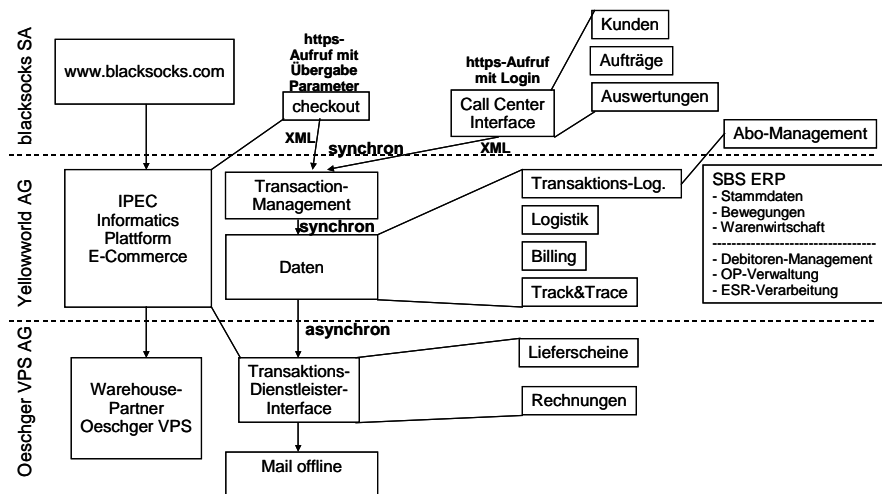 blacksocks SA
www.blacksocks.com
https-
Aufruf mit
Übergabe
Parameter
checkout
https-Aufruf
mit Login
Call Center
Interface
Kunden
Aufträge
Auswertungen
XML
synchron
XML
Abo-Management
Yellowworld AG
IPEC
Informatics
Plattform
E-Commerce
Transaction-
Management
synchron
Daten
Transaktions-Log.
Logistik
Billing
Track&Trace
SBS ERP
- Stammdaten
- Bewegungen
- Warenwirtschaft
- Debitoren-Management
- OP-Verwaltung
- ESR-Verarbeitung
asynchron
Oeschger VPS AG
Warehouse-
Partner
Oeschger VPS
Transaktions-
Dienstleister-
Interface
Lieferscheine
Rechnungen
Mail offline